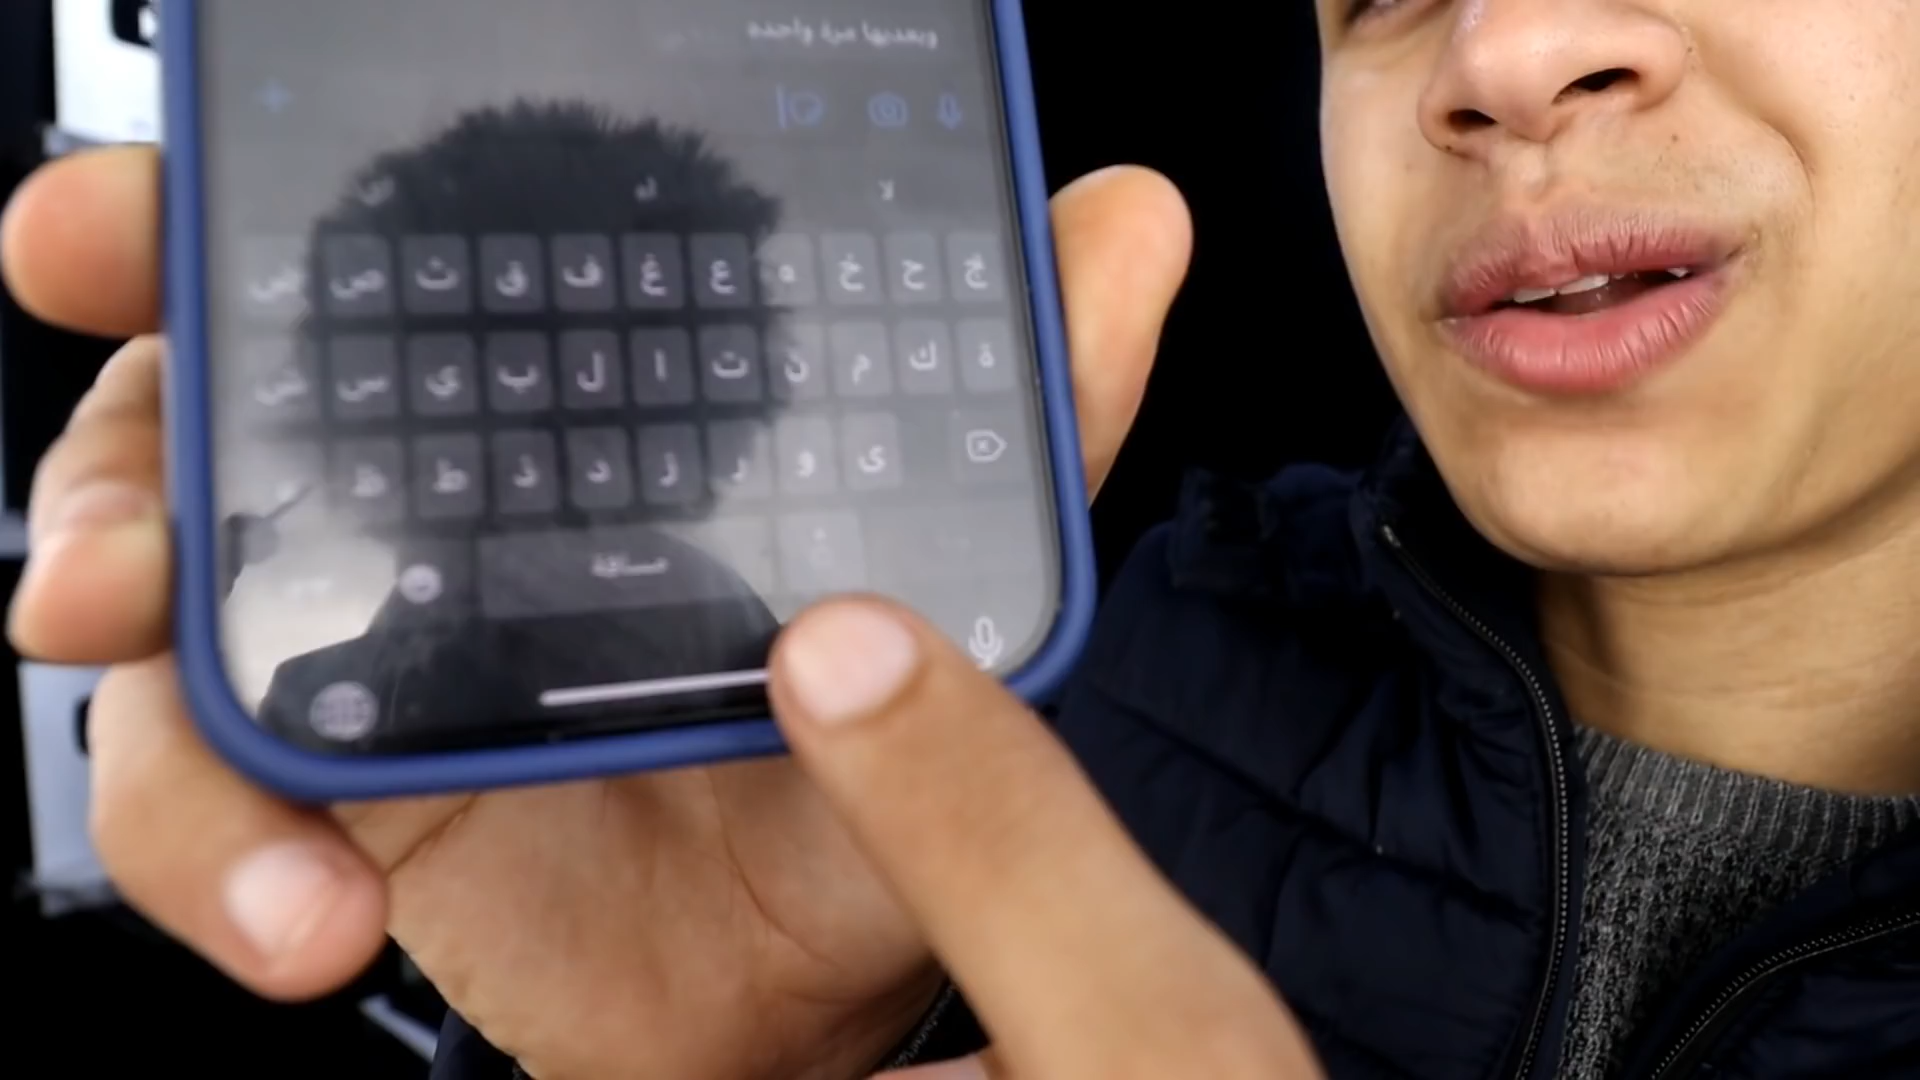 وبعديها مرة واحدة
لا
ض ص ث ق ف غ ع ه خ ح ج
ش س ي ب ل ا ت ن م ك ة
ء ظ ط ذ د ز ر و ى
مسافة